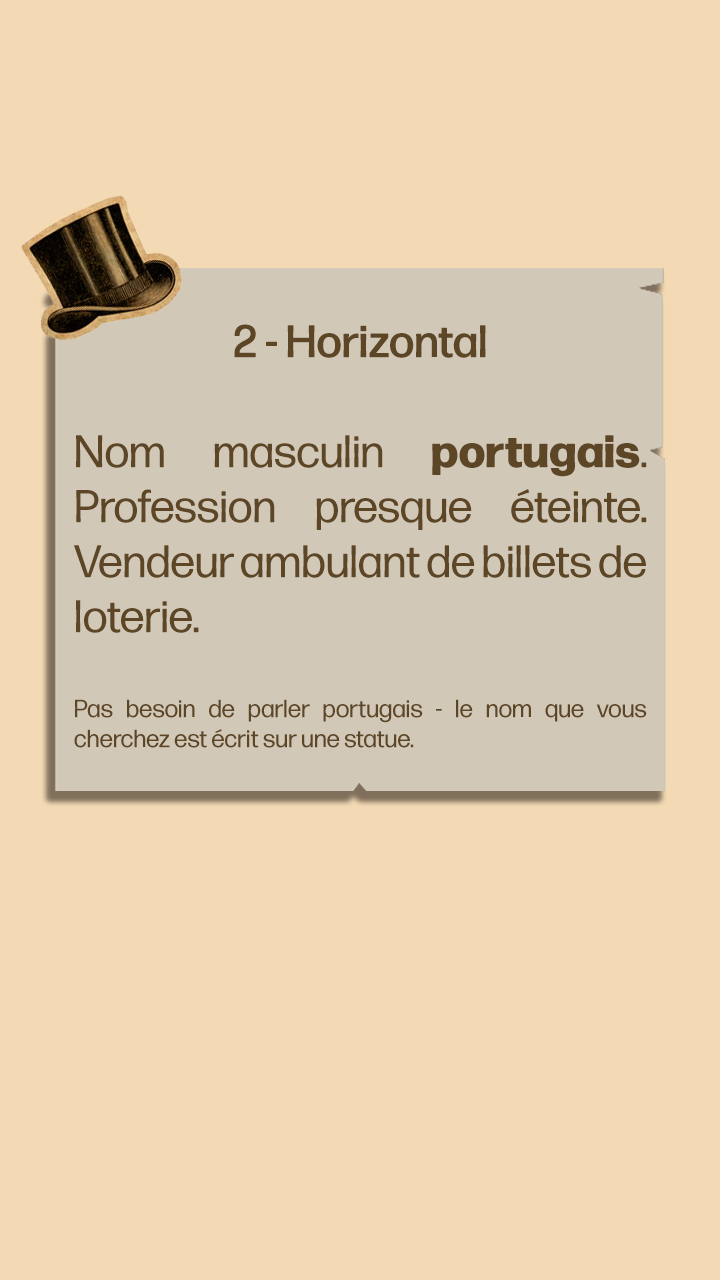 2 - Horizontal
Nom masculin portugais.
Profession presque éteinte.
Vendeur ambulant de billets de
loterie.
Pas besoin de parler portugais - le nom que vous
cherchez est écrit sur une statue.